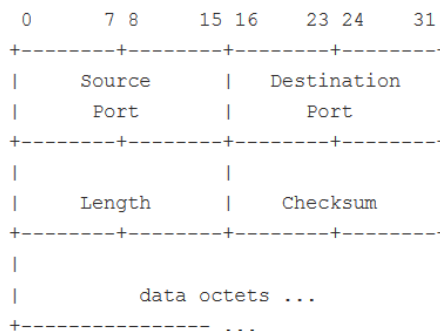 0      7 8     15 16    23 24    31
+--------+--------+--------+--------+
|     Source      |   Destination
|      Port       |      Port
+--------+--------+--------+--------+
|                 |
|     Length      |    Checksum
+--------+--------+--------+--------+
|
|          data octets ...
+---------------- ...